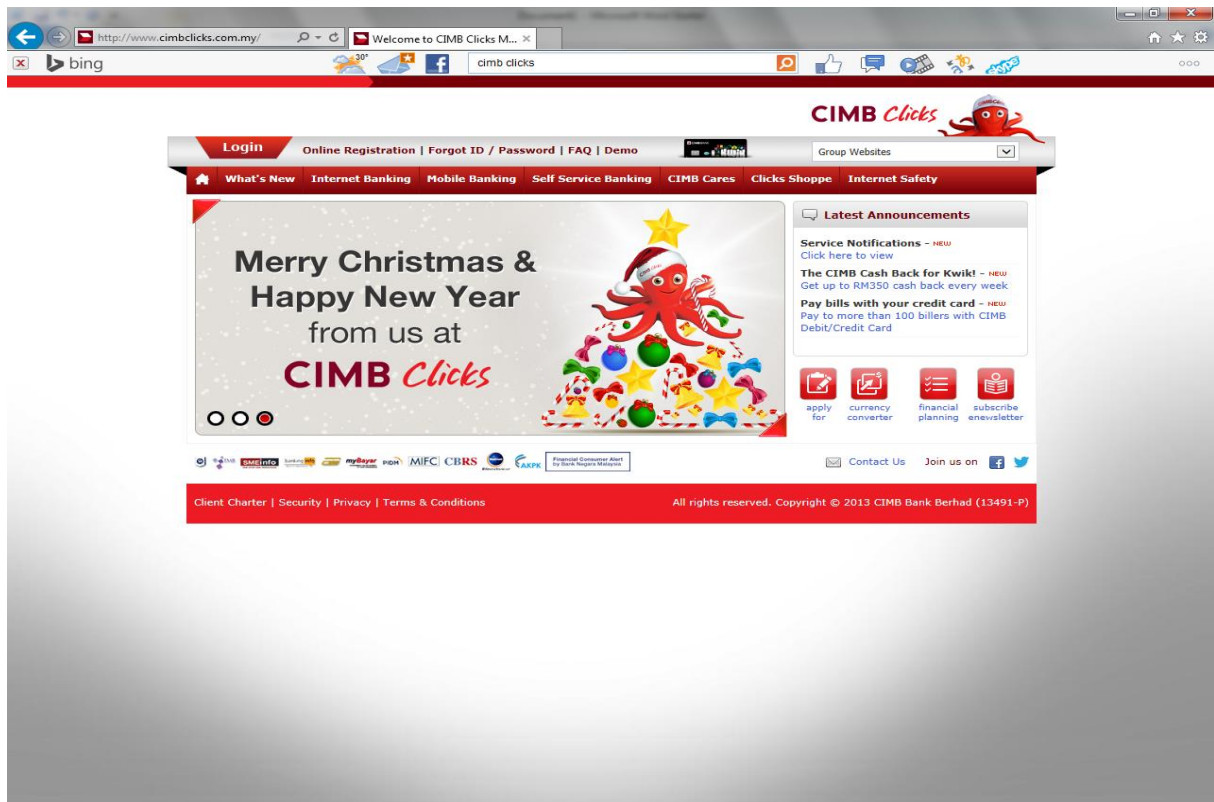 http://www.cimbclicks.com.my/
Welcome to CIMB Clicks M...
bing
30°
cimb clicks
CIMB Clicks
Login
Online Registration | Forgot ID / Password | FAQ | Demo
Group Websites
What's New Internet Banking Mobile Banking Self Service Banking CIMB Cares Clicks Shoppe Internet Safety
Merry Christmas &
Happy New Year
from us at
CIMB Clicks
Latest Announcements
Service Notifications - NEW
Click here to view
The CIMB Cash Back for Kwik! - NEW
Get up to RM350 cash back every week
Pay bills with your credit card - NEW
Pay to more than 100 billers with CIMB
Debit/Credit Card
apply
for
currency
converter
financial
planning
subscribe
enewsletter
SMEinfo
myBayar
PIDM
MIFC
CBRS
AKPK
Financial Consumer Alert
by Bank Negara Malaysia
Contact Us Join us on
Client Charter | Security | Privacy | Terms & Conditions
All rights reserved. Copyright © 2013 CIMB Bank Berhad (13491-P)